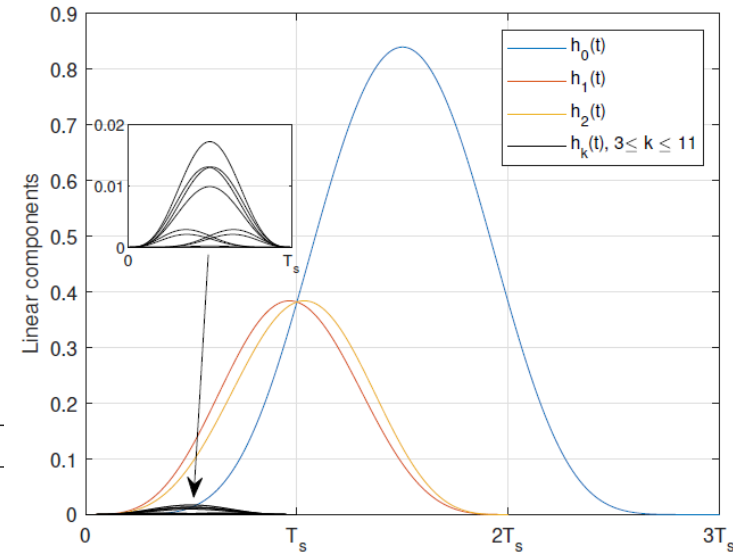 0.9
0.8
0.7
0.6
0.5
0.4
0.3
0.2
0.1
0
Linear components
h_0(t)
h_1(t)
h_2(t)
h_k(t), 3≤ k ≤ 11
0.02
0.01
0
0 T_s
0 T_s 2T_s 3T_s